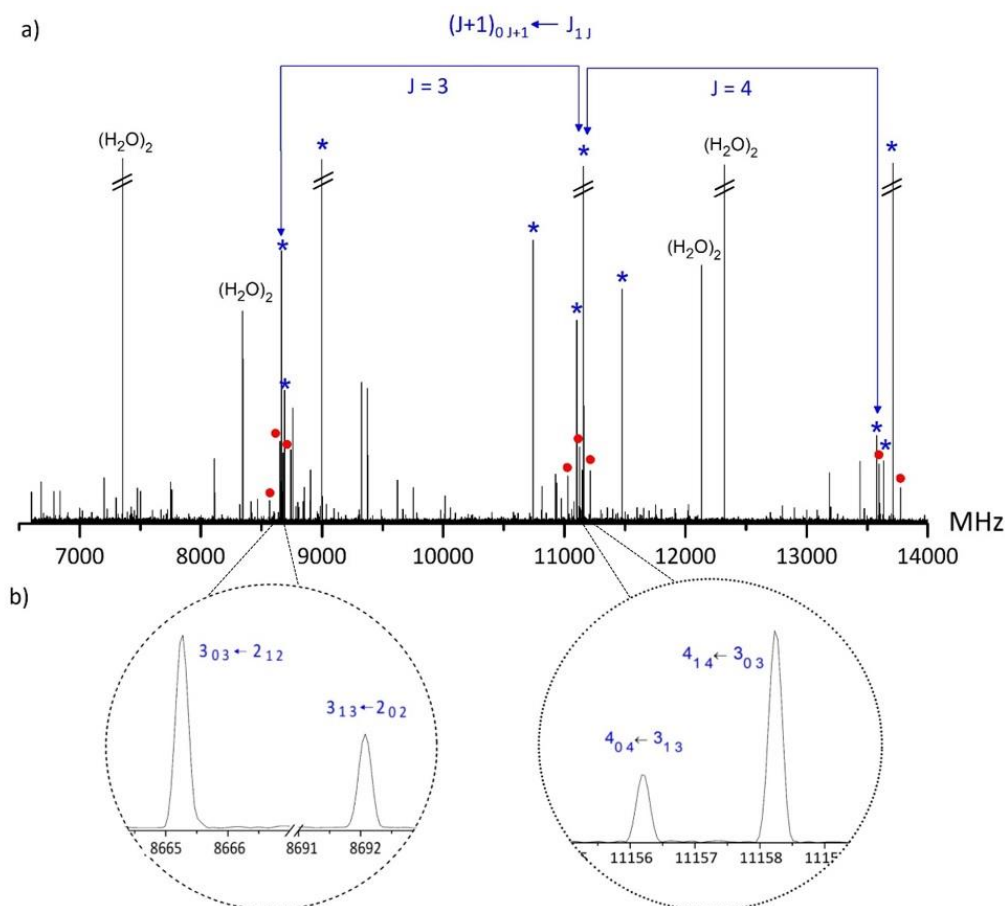 a)
(J+1)₀ J+1 ← J₁ J
J = 3
J = 4
(H₂O)₂
*
*
(H₂O)₂
*
*
*
(H₂O)₂
*
(H₂O)₂
*
*
*
*
7000 8000 9000 10000 11000 12000 13000 14000 MHz
b)
3₀ ₃←2₁ ₂
3₁ ₃←2₀ ₂
8665 8666 8691 8692
4₁ ₄← 3₀ ₃
4₀ ₄← 3₁ ₃
11156 11157 11158